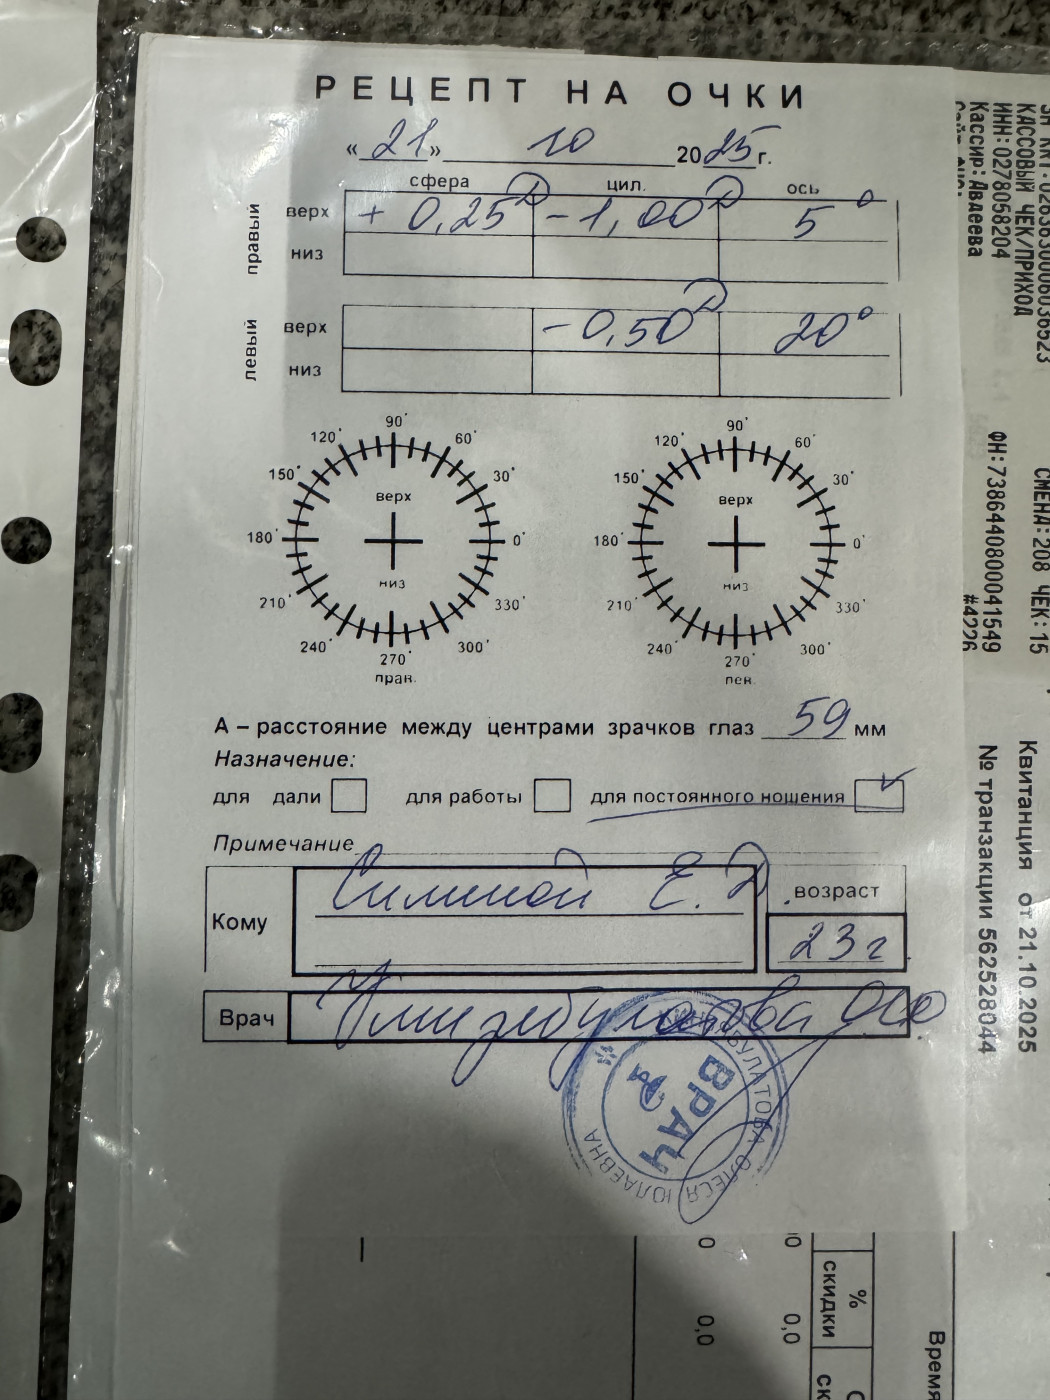 РЕЦЕПТ НА ОЧКИ
«21» 10 2025 г.
сфера цил. ось
правый
верх + 0,25 D - 1,00 D 5°
низ
левый
верх - 0,50 D 20°
низ
90° 60° 30° 0° 330° 300° 270° 240° 210° 180° 150° 120°
верх
низ
прав.
90° 60° 30° 0° 330° 300° 270° 240° 210° 180° 150° 120°
верх
низ
лев.
А – расстояние между центрами зрачков глаз 59 мм
Назначение:
для дали для работы для постоянного ношения
Примечание
Кому Е. возраст
23 г
Врач
ВРАЧ
ОЛЕСЯ ЮЛАЕВНА
КАССОВЫЙ ЧЕК/ПРИХОД
ИНН:0278058204
Кассир: Авдеева
СМЕНА:208 ЧЕК:15
ФН:7386440800041549
#4226
Квитанция от 21.10.2025
№ транзакции 562528044
0 0,0
0,0
% скидки
Время